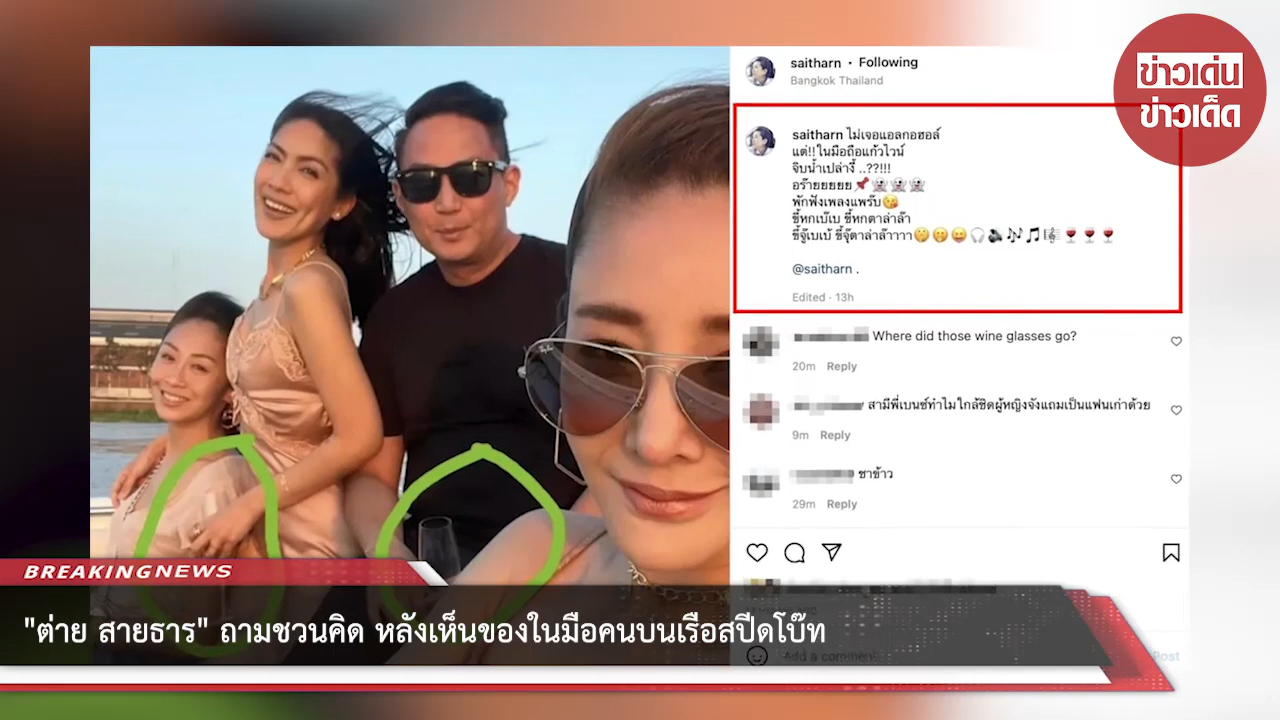 saitharn • Following
Bangkok Thailand
ข่าวเด่น
ข่าวเด็ด
saitharn ไม่เจอแอลกอฮอล์
แต่!!ในมือถือแก้วไวน์
จิบน้ำเปล่างี้ ..??!!!
อร๊ายยยยย📌👻👻👻
พักฟังเพลงแพร๊บ😘
ขี้หกเบ๊เบ ขี้หกตาล่าล๊า
ขี้จู๊เบเบ้ ขี้จุ๊ตาล่าล๊าาาา🤭🤭😝🎧🔊🎶🎵🎼🍷🍷🍷
@saitharn .
Edited · 13h
Where did those wine glasses go?
20m Reply
สามีพี่เบนซ์ทำไมใกล้ชิดผู้หญิงจังแถมเป็นแฟนเก่าด้วย
9m Reply
ชาข้าว
29m Reply
BREAKINGNEWS
"ต่าย สายธาร" ถามชวนคิด หลังเห็นของในมือคนบนเรือสปีดโบ๊ท
Add a comment
Post